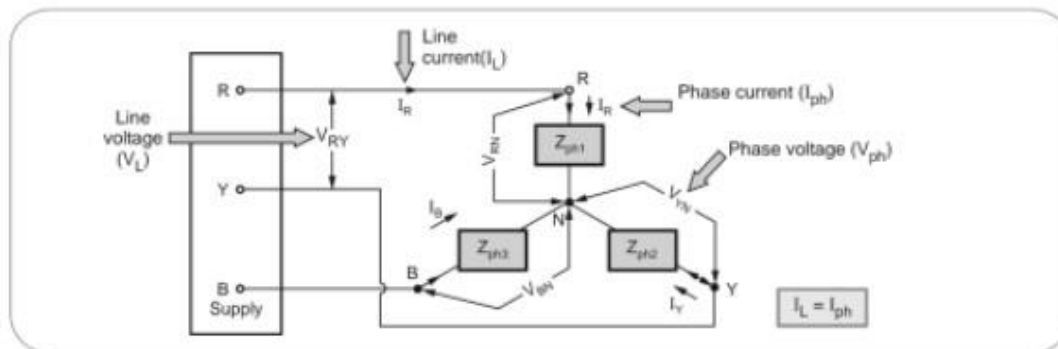 Line
current(I_L)
R
I_R
R
I_R
Phase current (I_ph)
Line
voltage
(V_L)
V_RY
V_RN
Z_ph1
Phase voltage (V_ph)
Y
I_B
N
V_YN
Z_ph3
Z_ph2
B
B
V_BN
I_Y
Y
Supply
I_L = I_ph